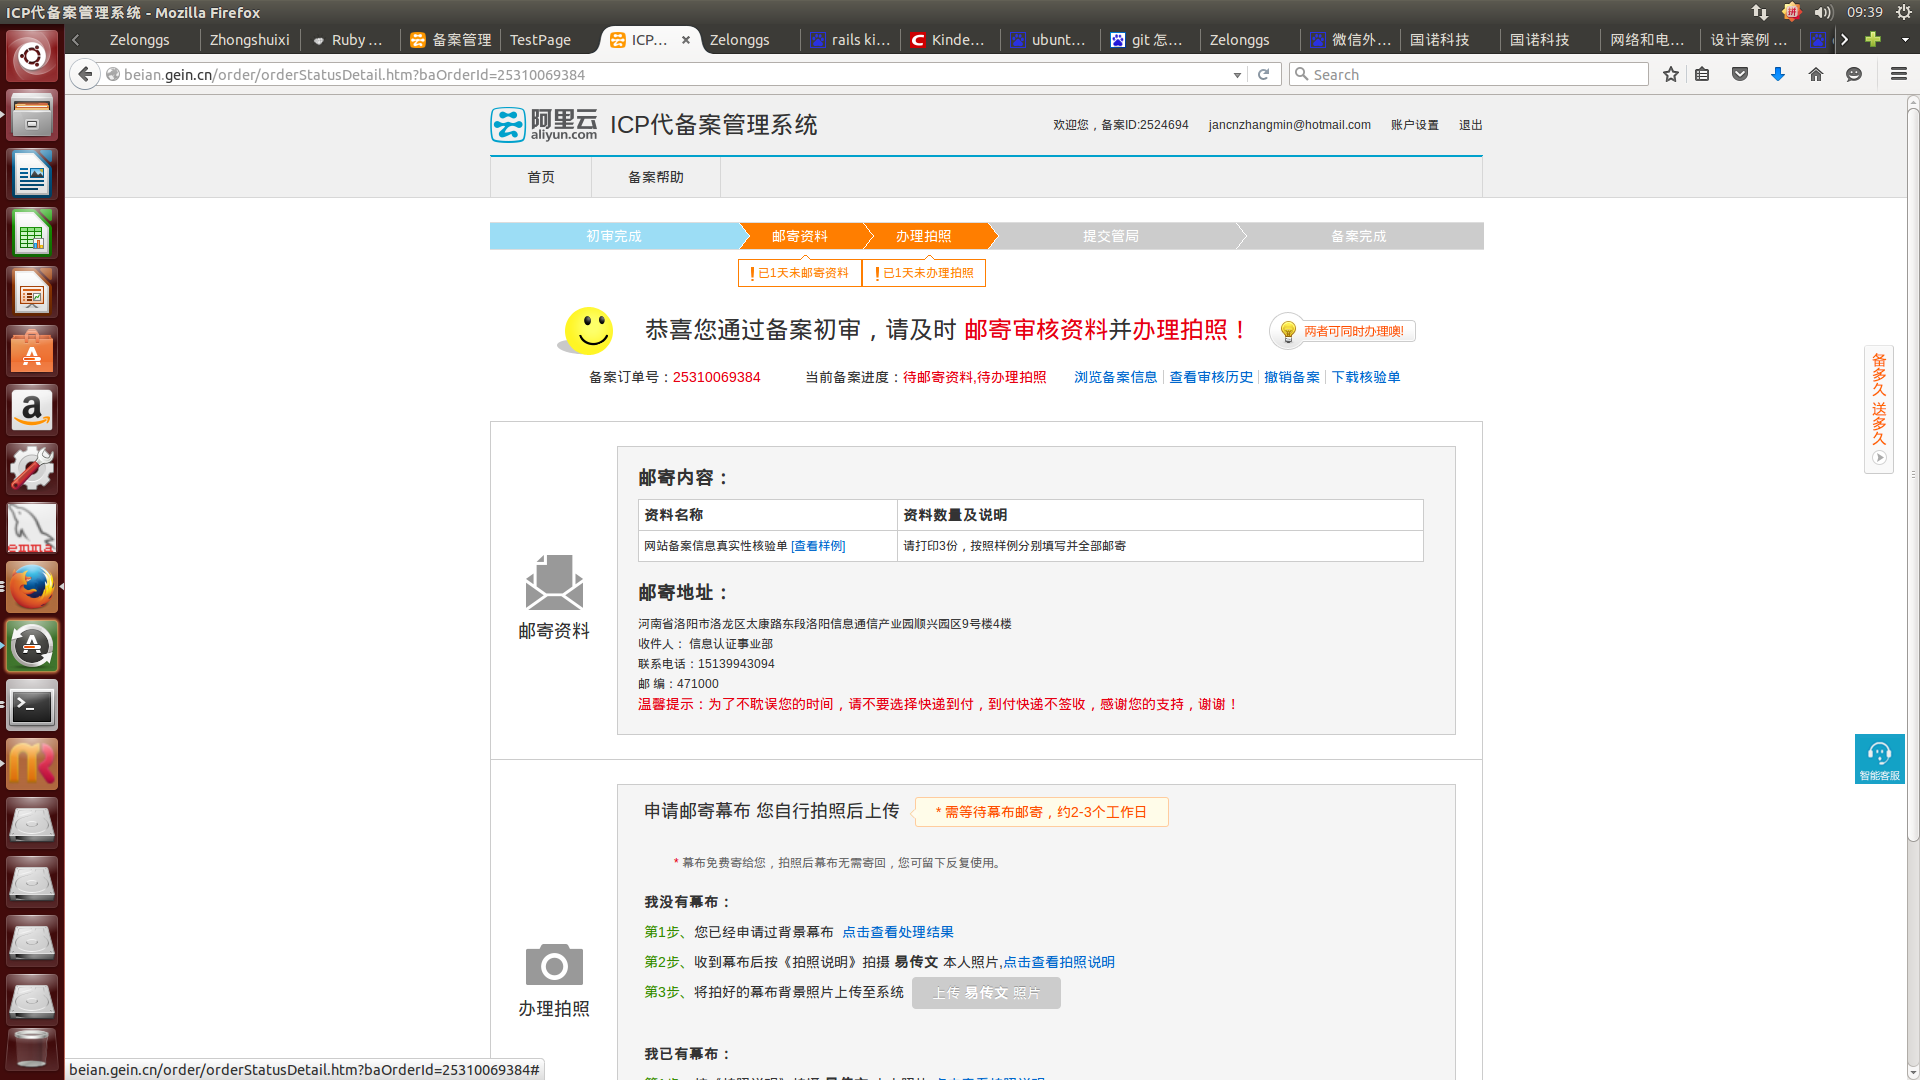 ICP代备案管理系统 - Mozilla Firefox
09:39
Zelonggs
Zhongshuixi
Ruby ...
备案管理
TestPage
ICP...
Zelonggs
rails ki...
Kinde...
ubunt...
git 怎...
Zelonggs
微信外...
国诺科技
国诺科技
网络和电...
设计案例 ...
beian.gein.cn/order/orderStatusDetail.htm?baOrderId=25310069384
Search
阿里云
aliyun.com
ICP代备案管理系统
欢迎您，备案ID:2524694
jancnzhangmin@hotmail.com
账户设置
退出
首页
备案帮助
初审完成
邮寄资料
办理拍照
提交管局
备案完成
已1天未邮寄资料
已1天未办理拍照
恭喜您通过备案初审，请及时 邮寄审核资料并办理拍照！
两者可同时办理噢!
备案订单号：25310069384
当前备案进度：待邮寄资料,待办理拍照
浏览备案信息
查看审核历史
撤销备案
下载核验单
备多久 送多久
邮寄资料
邮寄内容：
资料名称
资料数量及说明
网站备案信息真实性核验单 [查看样例]
请打印3份，按照样例分别填写并全部邮寄
邮寄地址：
河南省洛阳市洛龙区太康路东段洛阳信息通信产业园顺兴园区9号楼4楼
收件人： 信息认证事业部
联系电话：15139943094
邮 编：471000
温馨提示：为了不耽误您的时间，请不要选择快递到付，到付快递不签收，感谢您的支持，谢谢！
智能客服
办理拍照
申请邮寄幕布 您自行拍照后上传
* 需等待幕布邮寄，约2-3个工作日
* 幕布免费寄给您，拍照后幕布无需寄回，您可留下反复使用。
我没有幕布：
第1步、您已经申请过背景幕布 点击查看处理结果
第2步、收到幕布后按《拍照说明》拍摄 易传文 本人照片,点击查看拍照说明
第3步、将拍好的幕布背景照片上传至系统
上传 易传文 照片
我已有幕布：
beian.gein.cn/order/orderStatusDetail.htm?baOrderId=25310069384#